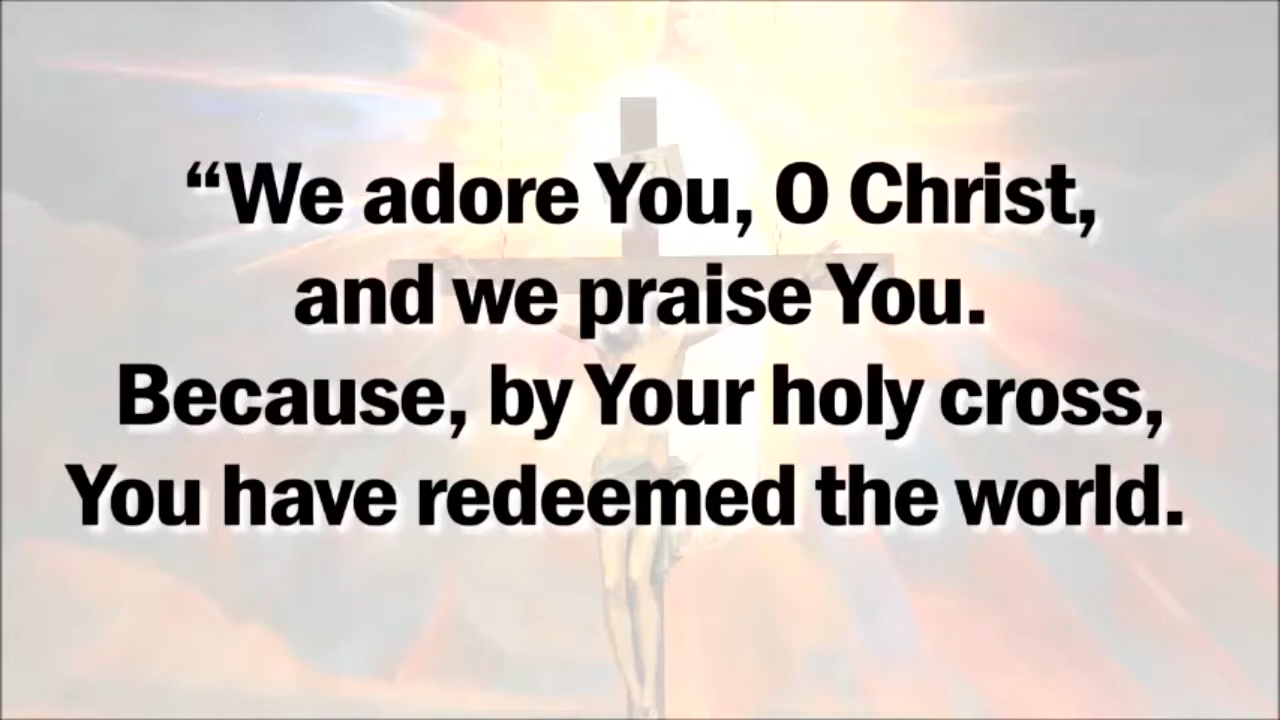 “We adore You, O Christ,
and we praise You.
Because, by Your holy cross,
You have redeemed the world.